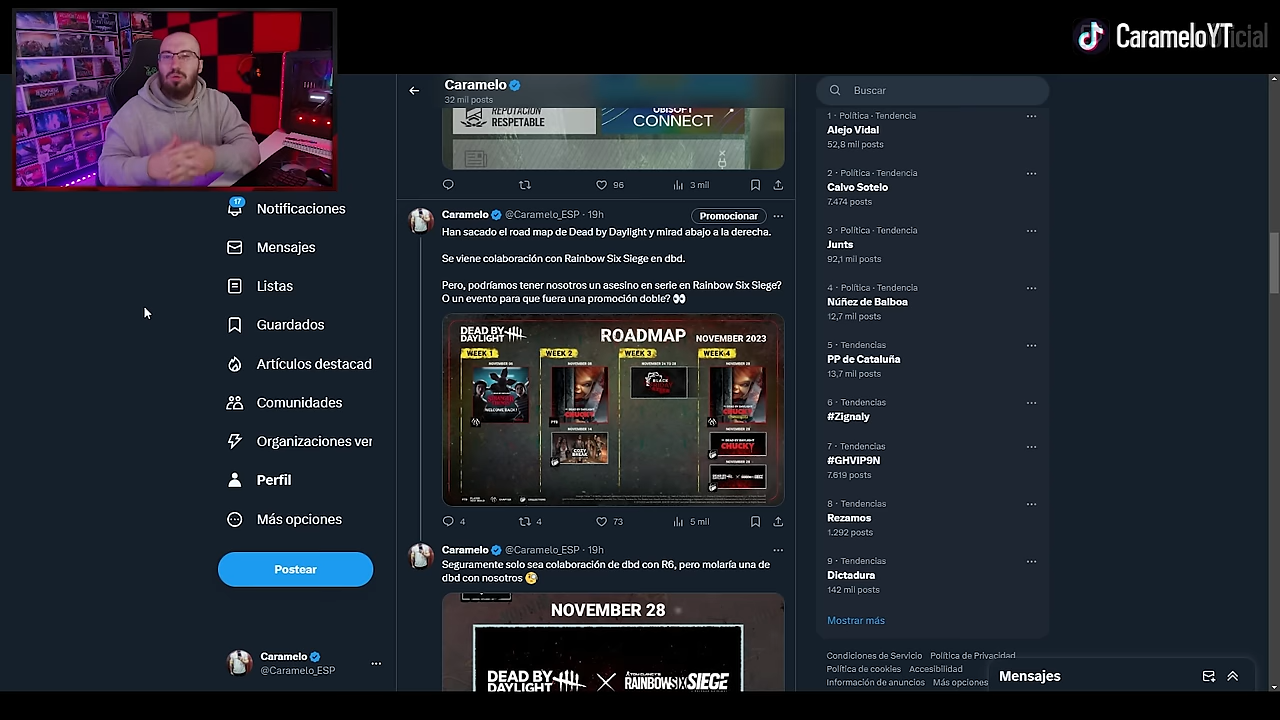 CarameloYT
Caramelo
32 mil posts
REPUTACIÓN
RESPETABLE
UBISOFT
CONNECT
96
3 mil
17
Notificaciones
Mensajes
Listas
Guardados
Artículos destacad
Comunidades
Organizaciones ver
Perfil
Más opciones
Postear
Caramelo
@Caramelo_ESP
Caramelo @Caramelo_ESP · 19h
Promocionar
Han sacado el road map de Dead by Daylight y mirad abajo a la derecha.
Se viene colaboración con Rainbow Six Siege en dbd.
Pero, podríamos tener nosotros un asesino en serie en Rainbow Six Siege?
O un evento para que fuera una promoción doble? 👀
DEAD BY
DAYLIGHT
ROADMAP
NOVEMBER 2023
WEEK 1
WEEK 2
WEEK 3
WEEK 4
WELCOME BACK!
CHUCKY
COZY
BREAK
BLACK
CHUCKY
CHUCKY
4
4
73
5 mil
Caramelo @Caramelo_ESP · 19h
Seguramente solo sea colaboración de dbd con R6, pero molaría una de
dbd con nosotros 🧐
NOVEMBER 28
DEAD BY
DAYLIGHT
RAINBOW SIX SIEGE
Buscar
1 · Política · Tendencia
Alejo Vidal
52,8 mil posts
2 · Política · Tendencia
Calvo Sotelo
7.474 posts
3 · Política · Tendencia
Junts
92,1 mil posts
4 · Política · Tendencia
Núñez de Balboa
12,7 mil posts
5 · Tendencias
PP de Cataluña
13,7 mil posts
6 · Tendencias
#Zignaly
7 · Tendencias
#GHVIP9N
7.619 posts
8 · Tendencias
Rezamos
1.292 posts
9 · Tendencias
Dictadura
142 mil posts
Mostrar más
Condiciones de Servicio Política de Privacidad
Política de cookies Accesibilidad
Información de anuncios Más opciones
Mensajes